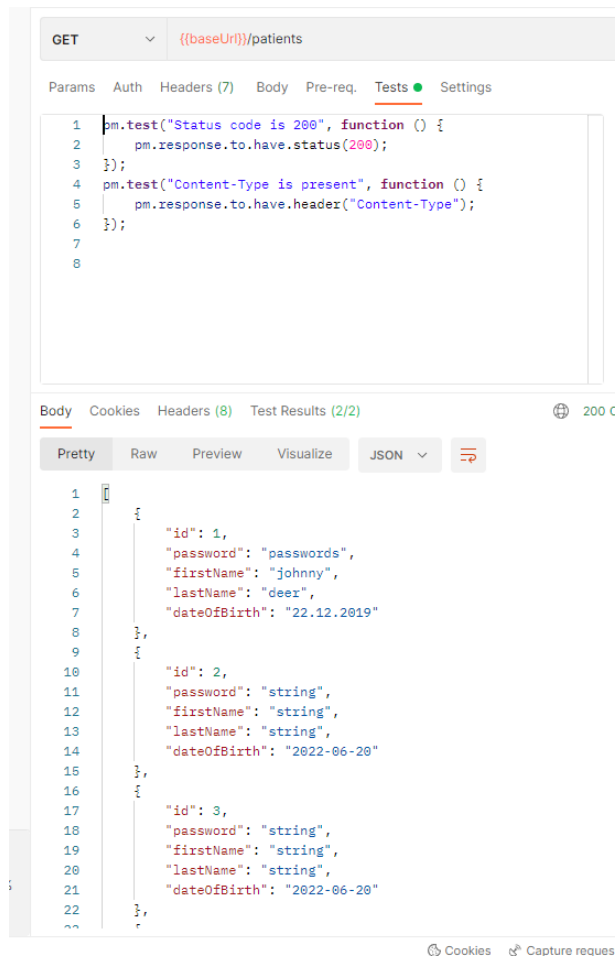 GET {{baseUrl}}/patients
Params Auth Headers (7) Body Pre-req. Tests Settings
1 pm.test("Status code is 200", function () {
2 pm.response.to.have.status(200);
3 });
4 pm.test("Content-Type is present", function () {
5 pm.response.to.have.header("Content-Type");
6 });
7
8
Body Cookies Headers (8) Test Results (2/2) 200
Pretty Raw Preview Visualize JSON
1 [
2 {
3 "id": 1,
4 "password": "passwords",
5 "firstName": "johnny",
6 "lastName": "deer",
7 "dateOfBirth": "22.12.2019"
8 },
9 {
10 "id": 2,
11 "password": "string",
12 "firstName": "string",
13 "lastName": "string",
14 "dateOfBirth": "2022-06-20"
15 },
16 {
17 "id": 3,
18 "password": "string",
19 "firstName": "string",
20 "lastName": "string",
21 "dateOfBirth": "2022-06-20"
22 },
Cookies Capture reques